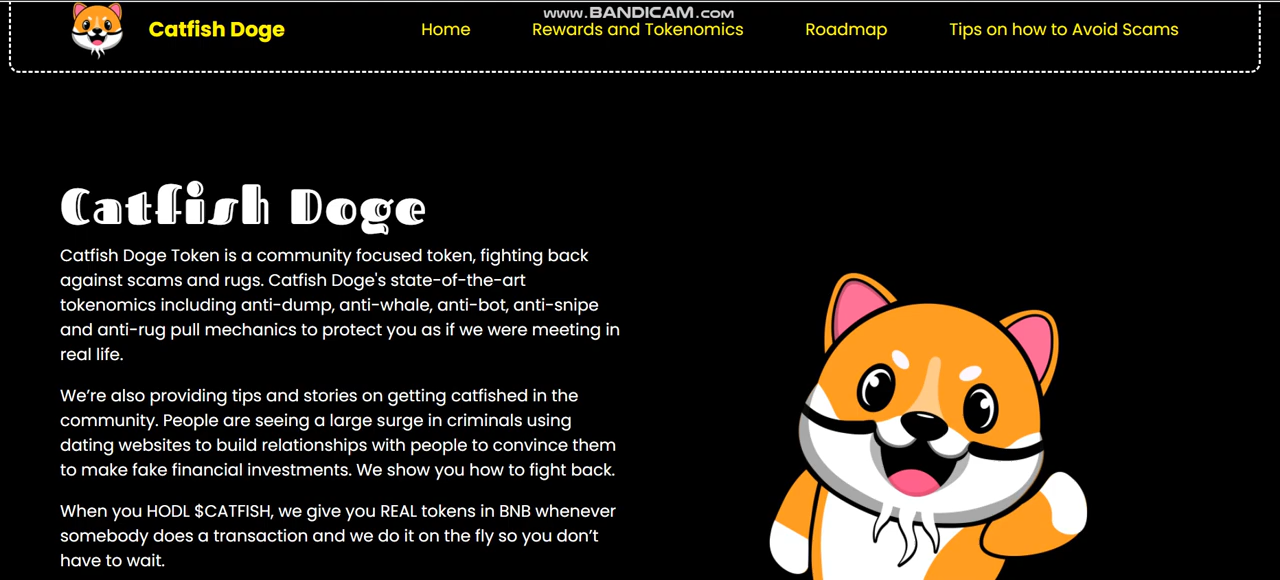 www.BANDICAM.com
Catfish Doge
Home
Rewards and Tokenomics
Roadmap
Tips on how to Avoid Scams
Catfish Doge
Catfish Doge Token is a community focused token, fighting back
against scams and rugs. Catfish Doge's state-of-the-art
tokenomics including anti-dump, anti-whale, anti-bot, anti-snipe
and anti-rug pull mechanics to protect you as if we were meeting in
real life.
We’re also providing tips and stories on getting catfished in the
community. People are seeing a large surge in criminals using
dating websites to build relationships with people to convince them
to make fake financial investments. We show you how to fight back.
When you HODL $CATFISH, we give you REAL tokens in BNB whenever
somebody does a transaction and we do it on the fly so you don’t
have to wait.